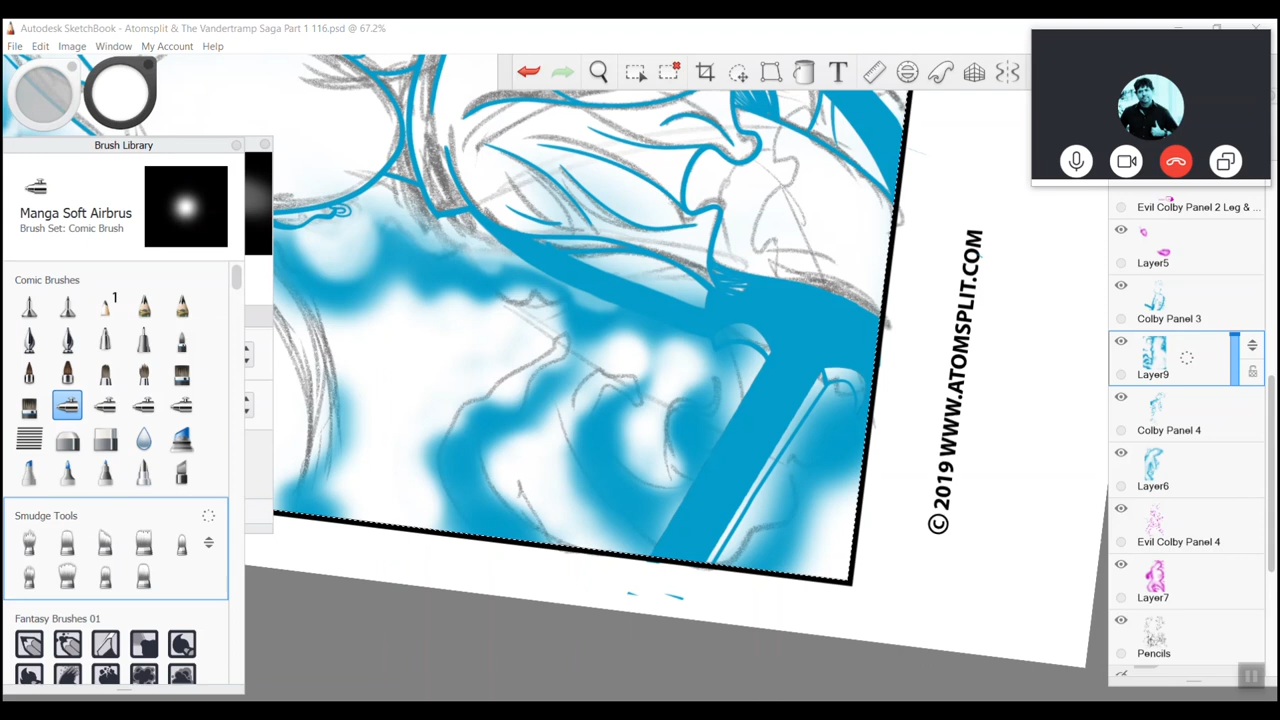 Autodesk SketchBook - Atomsplit & The Vandertramp Saga Part 1 116.psd @ 67.2%
File Edit Image Window My Account Help
T
Brush Library
Manga Soft Airbrus
Brush Set: Comic Brush
Comic Brushes
1
Smudge Tools
Fantasy Brushes 01
© 2019 WWW.ATOMSPLIT.COM
Evil Colby Panel 2 Leg & ...
Layer5
Colby Panel 3
Layer9
Colby Panel 4
Layer6
Evil Colby Panel 4
Layer7
Pencils